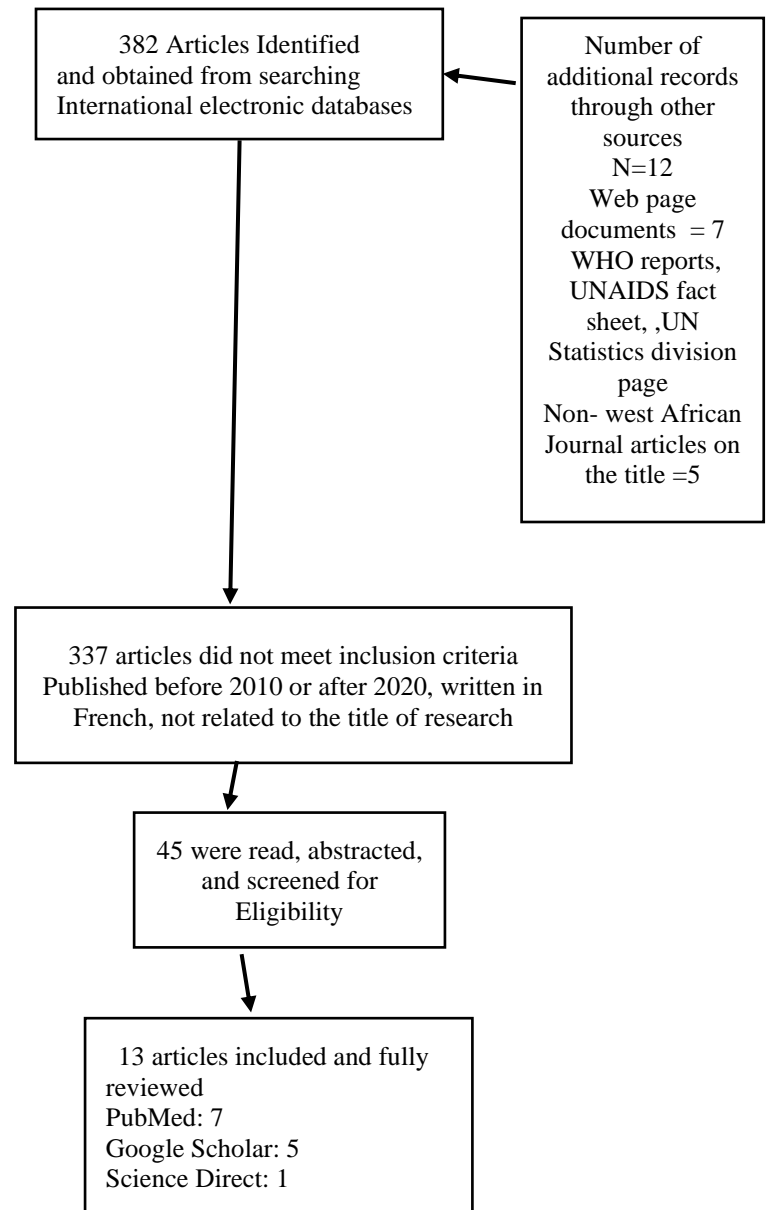 382 Articles Identified
and obtained from searching
International electronic databases
Number of
additional records
through other
sources
N=12
Web page
documents = 7
WHO reports,
UNAIDS fact
sheet, ,UN
Statistics division
page
Non- west African
Journal articles on
the title =5
337 articles did not meet inclusion criteria
Published before 2010 or after 2020, written in
French, not related to the title of research
45 were read, abstracted,
and screened for
Eligibility
13 articles included and fully
reviewed
PubMed: 7
Google Scholar: 5
Science Direct: 1